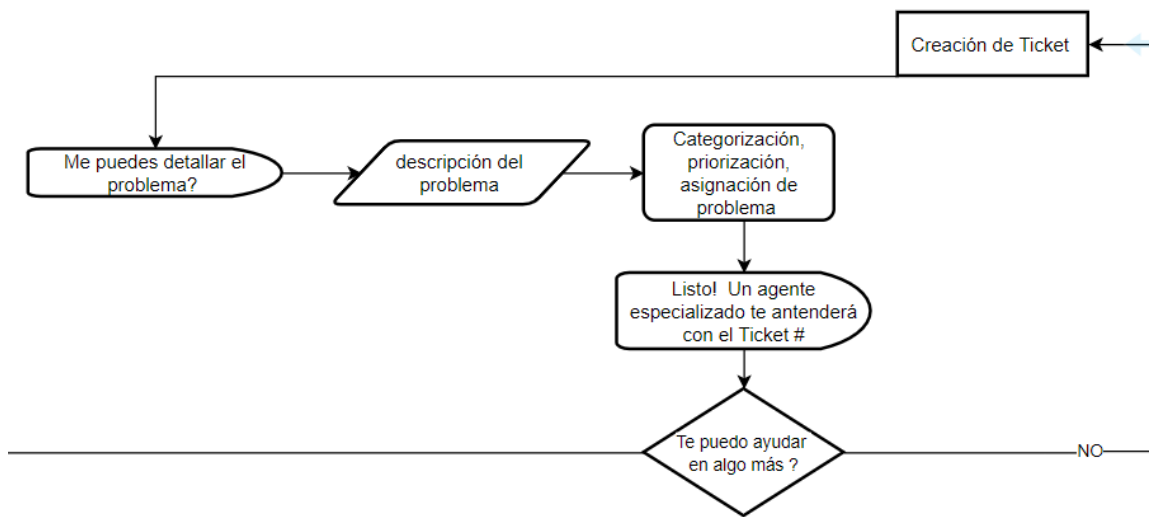 Creación de Ticket
Me puedes detallar el
problema?
descripción del
problema
Categorización,
priorización,
asignación de
problema
Listo!  Un agente
especializado te antenderá
con el Ticket #
Te puedo ayudar
en algo más ?
NO